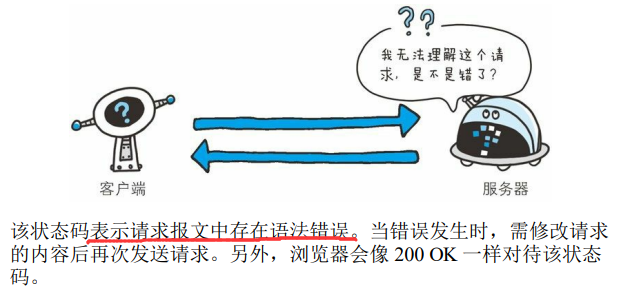 ? ?
我无法理解这个请
求，是不是错了？
?
客户端
服务器
该状态码表示请求报文中存在语法错误。当错误发生时，需修改请求
的内容后再次发送请求。另外，浏览器会像 200 OK 一样对待该状态
码。